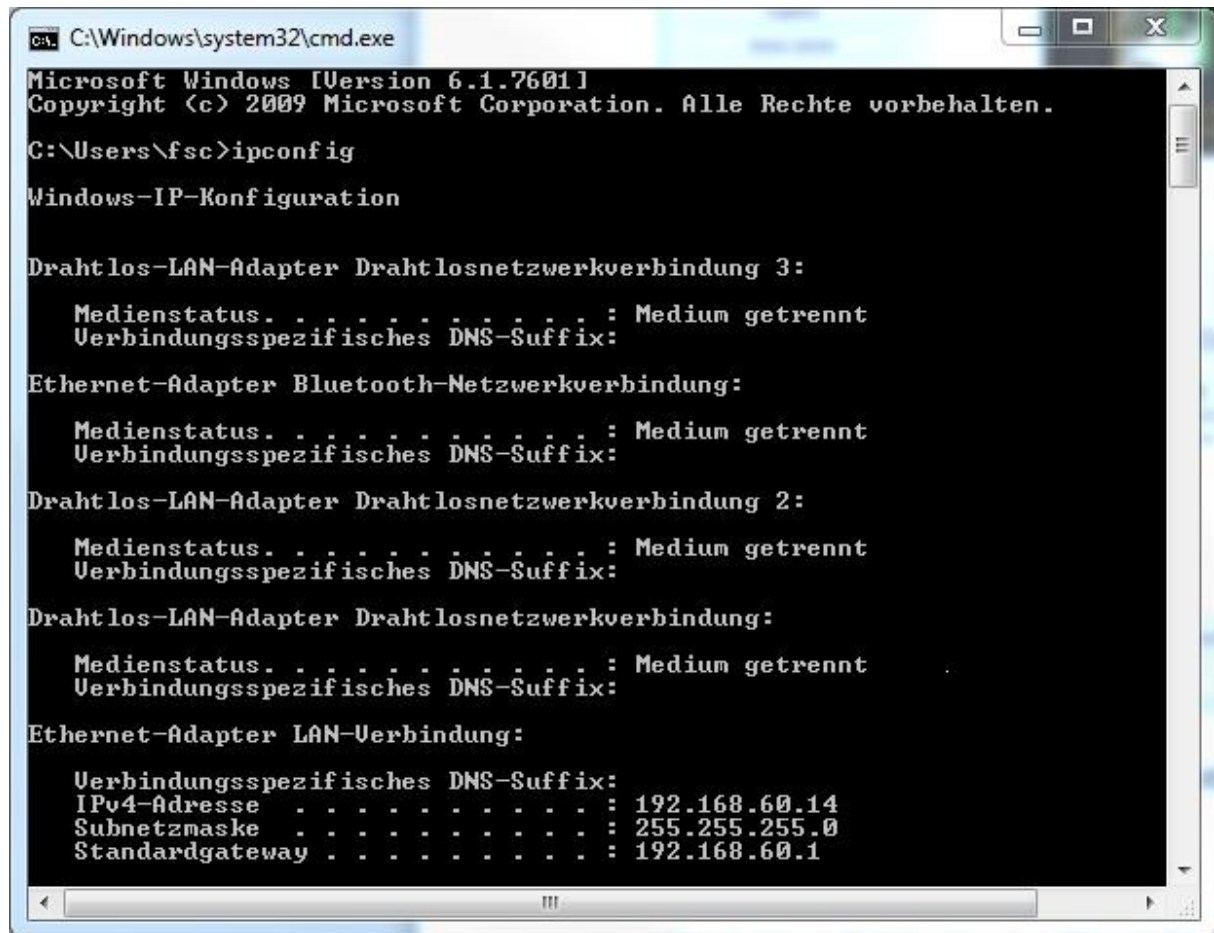 C:\Windows\system32\cmd.exe
Microsoft Windows [Version 6.1.7601]
Copyright (c) 2009 Microsoft Corporation. Alle Rechte vorbehalten.
C:\Users\fsc>ipconfig
Windows-IP-Konfiguration
Drahtlos-LAN-Adapter Drahtlosnetzwerkverbindung 3:
Medienstatus. . . . . . . . . . . : Medium getrennt
Verbindungsspezifisches DNS-Suffix:
Ethernet-Adapter Bluetooth-Netzwerkverbindung:
Medienstatus. . . . . . . . . . . : Medium getrennt
Verbindungsspezifisches DNS-Suffix:
Drahtlos-LAN-Adapter Drahtlosnetzwerkverbindung 2:
Medienstatus. . . . . . . . . . . : Medium getrennt
Verbindungsspezifisches DNS-Suffix:
Drahtlos-LAN-Adapter Drahtlosnetzwerkverbindung:
Medienstatus. . . . . . . . . . . : Medium getrennt
Verbindungsspezifisches DNS-Suffix:
Ethernet-Adapter LAN-Verbindung:
Verbindungsspezifisches DNS-Suffix:
IPv4-Adresse  . . . . . . . . . . : 192.168.60.14
Subnetzmaske  . . . . . . . . . . : 255.255.255.0
Standardgateway . . . . . . . . . : 192.168.60.1